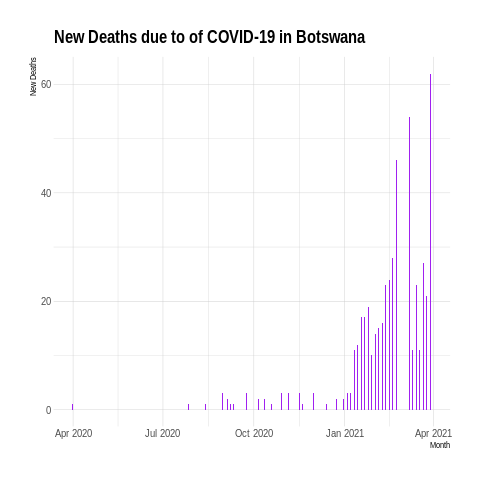 New Deaths due to of COVID-19 in Botswana
New Deaths
60
40
20
0
Apr 2020 Jul 2020 Oct 2020 Jan 2021 Apr 2021
Month